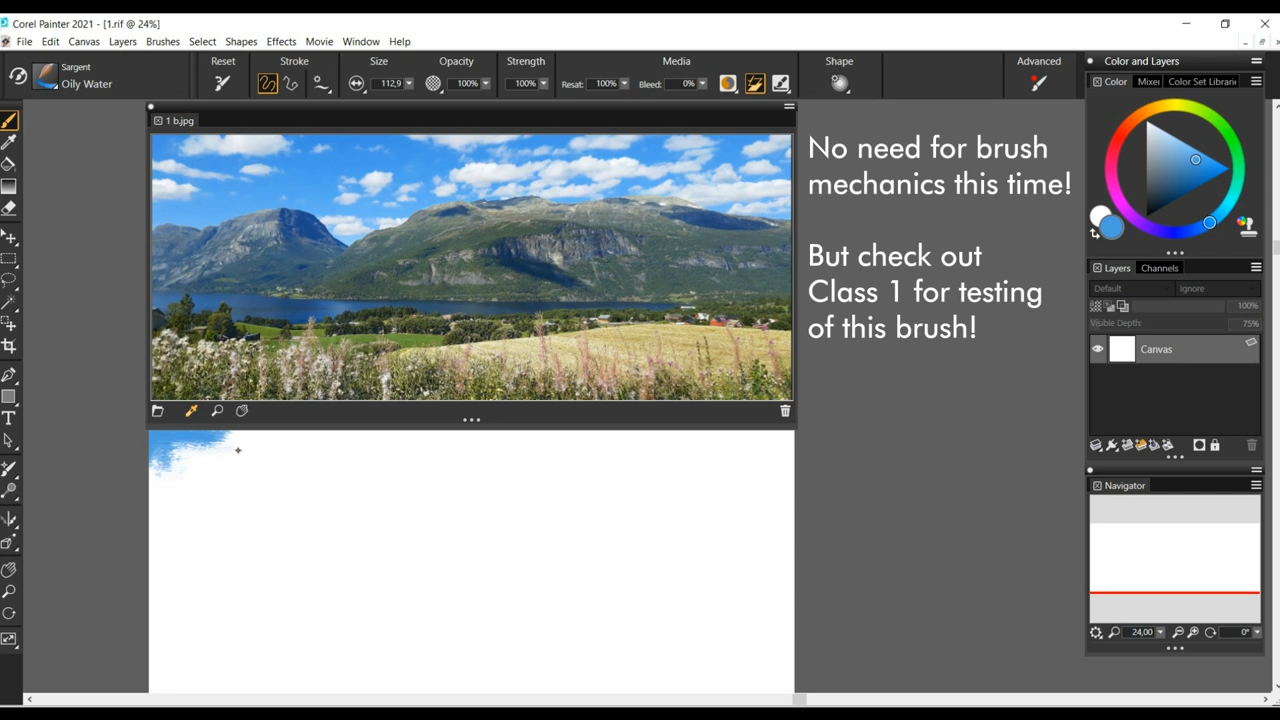 Corel Painter 2021 - [1.rif @ 24%]
File Edit Canvas Layers Brushes Select Shapes Effects Movie Window Help
Sargent
Oily Water
Reset
Stroke
Size
112,9
Opacity
100%
Strength
100%
Media
Resat: 100%
Bleed: 0%
Shape
Advanced
Color and Layers
Color
Mixe
Color Set Librari
1 b.jpg
No need for brush
mechanics this time!
But check out
Class 1 for testing
of this brush!
Layers
Channels
Default
Ignore
100%
Visible Depth:
75%
Canvas
Navigator
24,00
0°
T